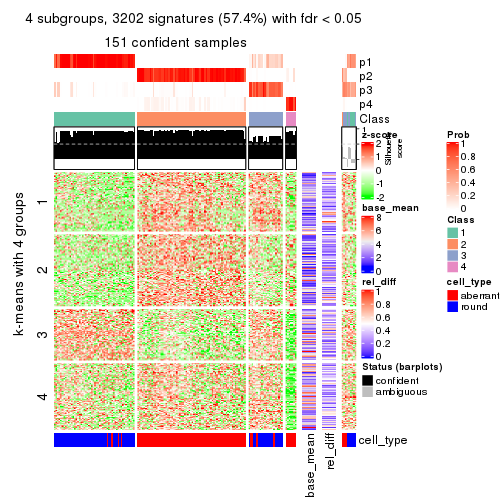 4 subgroups, 3202 signatures (57.4%) with fdr < 0.05
151 confident samples
p1
p2
p3
p4
Class
Silhouette
score
1
k-means with 4 groups
1
2
3
4
cell_type
base_mean
rel_diff
z-score
2
1
0
-1
-2
base_mean
8
6
4
2
0
rel_diff
1
0.8
0.6
0.4
0.2
0
Status (barplots)
confident
ambiguous
Prob
1
0.8
0.6
0.4
0.2
0
Class
1
2
3
4
cell_type
aberrant
round